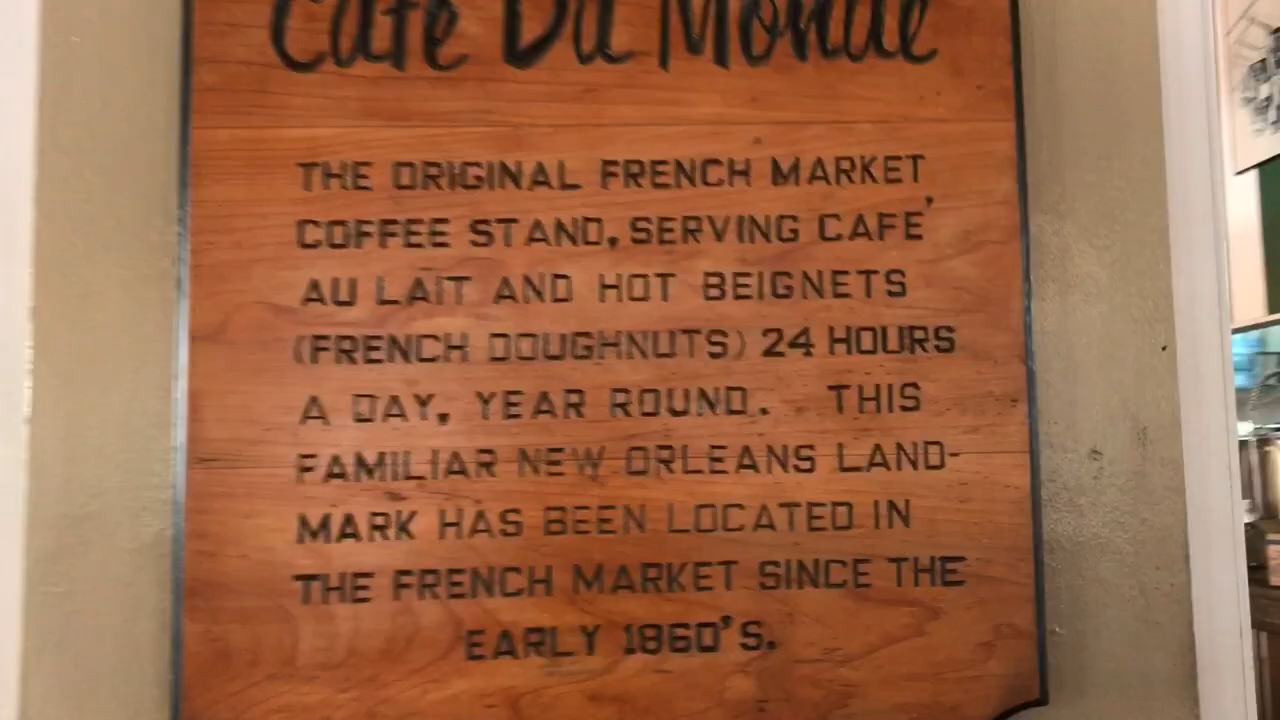 Café Du Monde
THE ORIGINAL FRENCH MARKET
COFFEE STAND, SERVING CAFE'
AU LAIT AND HOT BEIGNETS
(FRENCH DOUGHNUTS) 24 HOURS
A DAY, YEAR ROUND. THIS
FAMILIAR NEW ORLEANS LAND-
MARK HAS BEEN LOCATED IN
THE FRENCH MARKET SINCE THE
EARLY 1860'S.